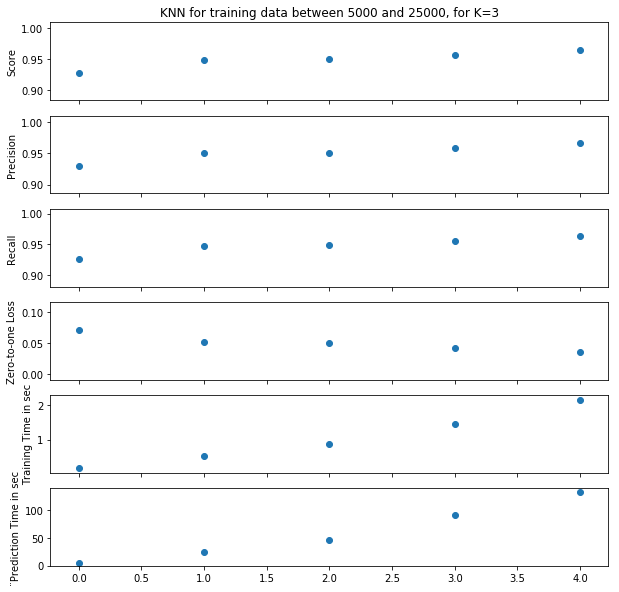 KNN for training data between 5000 and 25000, for K=3
1.00
0.95
0.90
Score
1.00
0.95
0.90
Precision
1.00
0.95
0.90
Recall
0.10
0.05
0.00
Zero-to-one Loss
2
1
Training Time in sec
100
50
0
¨Prediction Time in sec
0.0 0.5 1.0 1.5 2.0 2.5 3.0 3.5 4.0